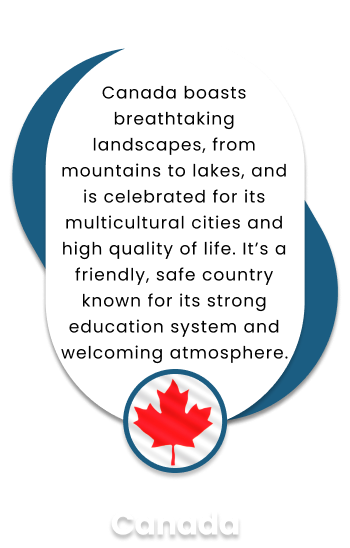 Canada boasts
breathtaking
landscapes, from
mountains to lakes, and
is celebrated for its
multicultural cities and
high quality of life. It’s a
friendly, safe country
known for its strong
education system and
welcoming atmosphere.
Canada